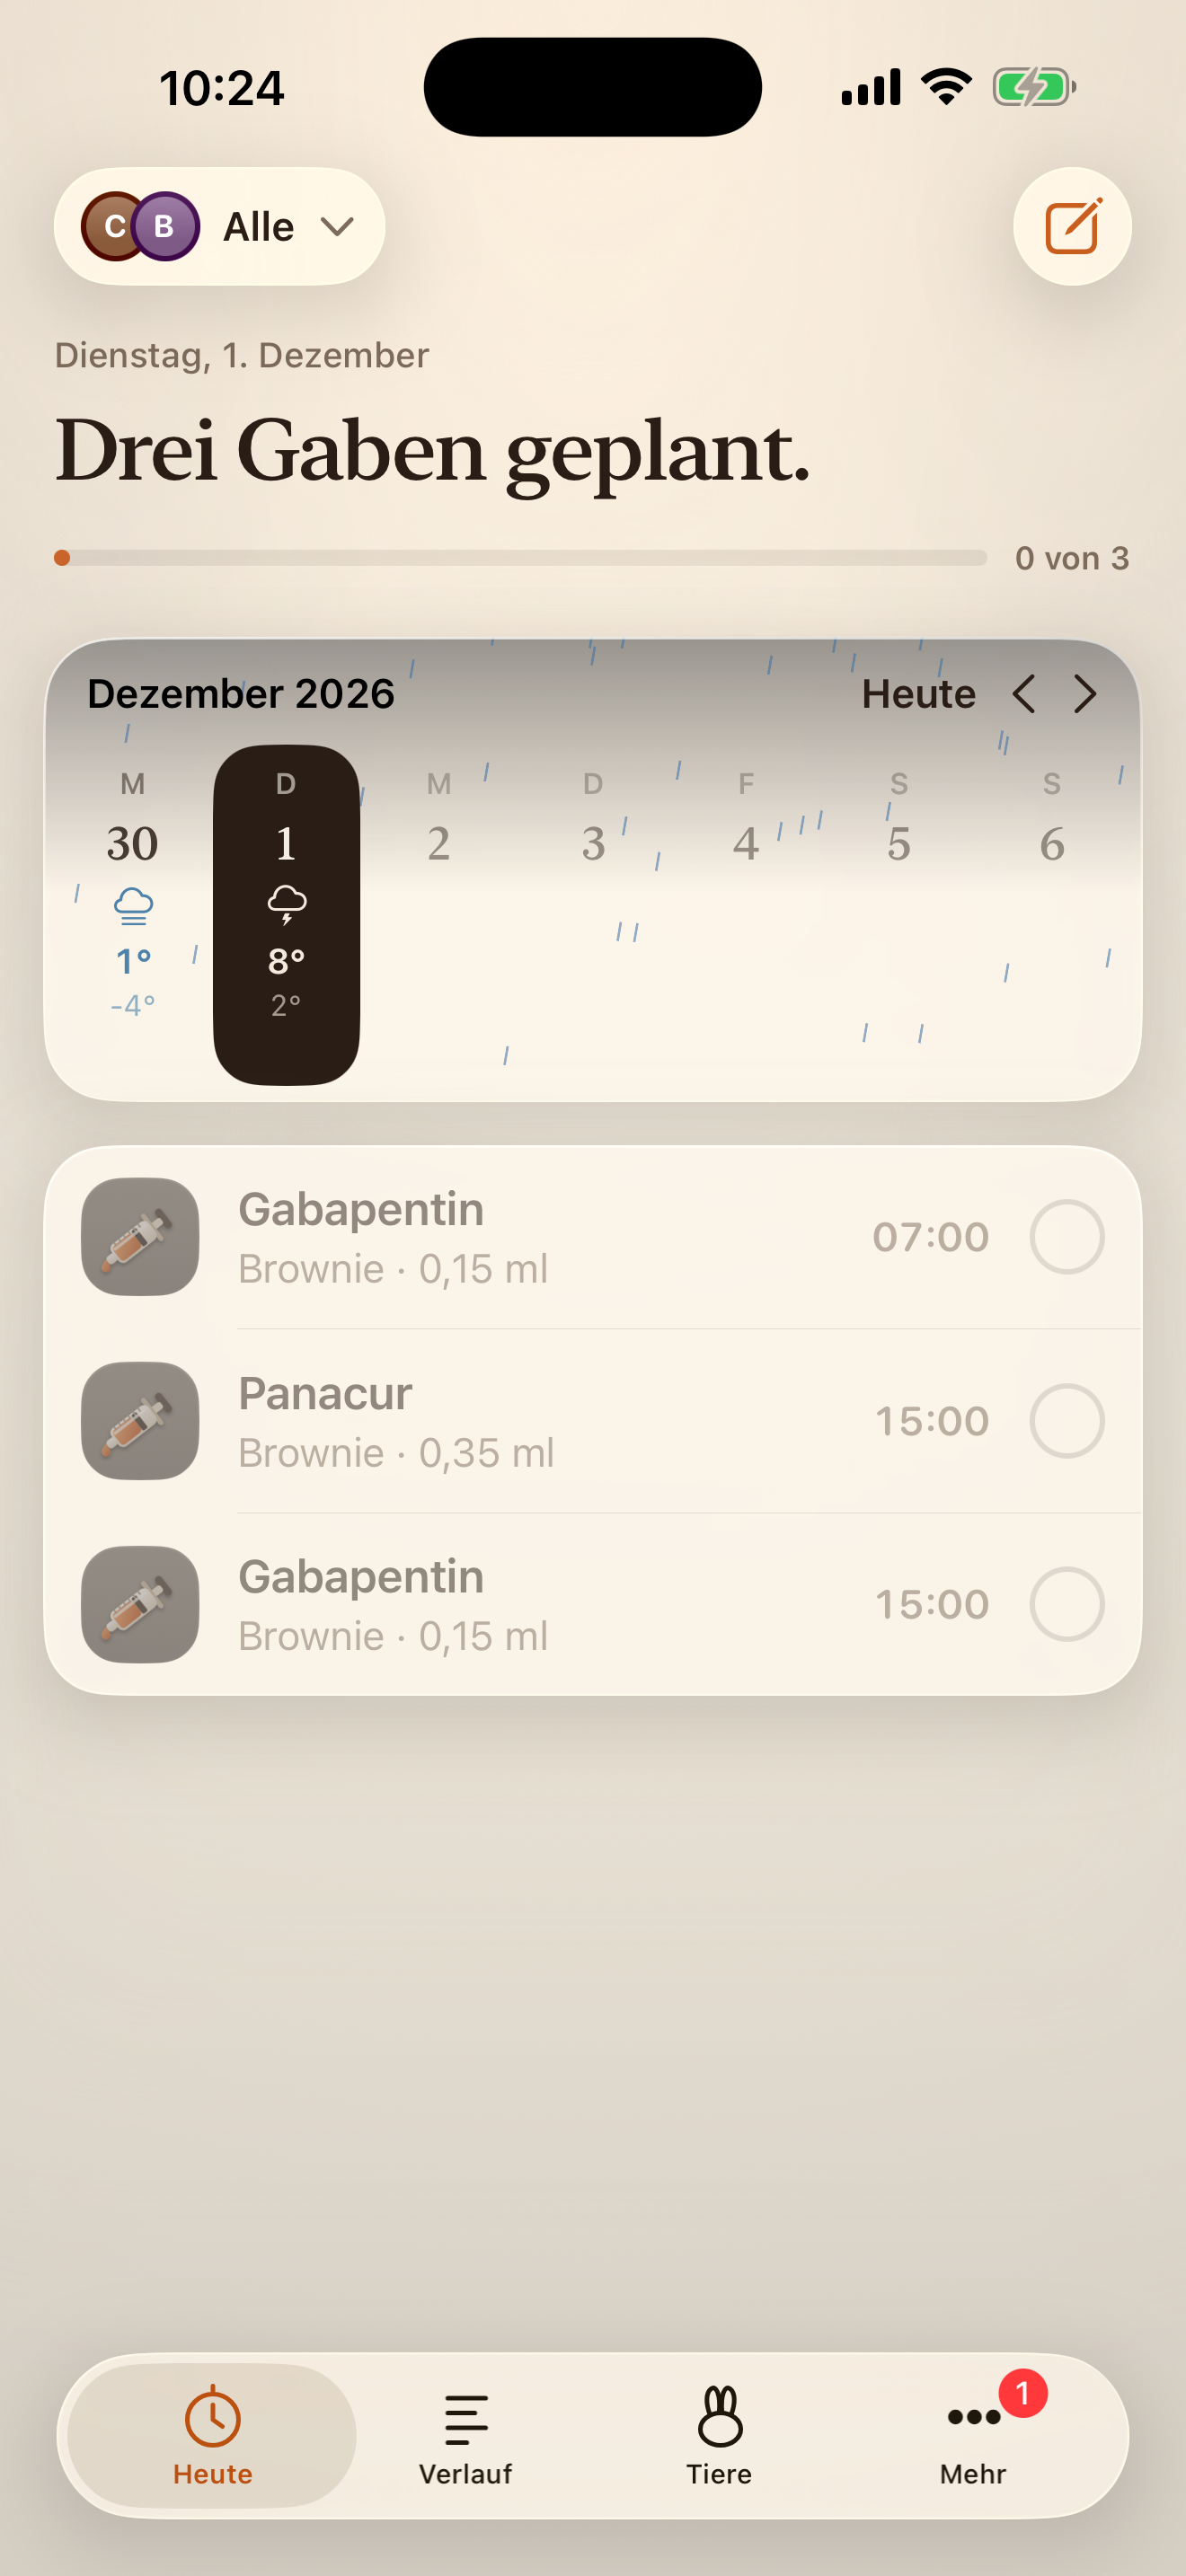 10:24
C B Alle
Dienstag, 1. Dezember
Drei Gaben geplant.
0 von 3
Dezember 2026 Heute
M D M D F S S
30 1 2 3 4 5 6
1° 8°
-4° 2°
Gabapentin
Brownie · 0,15 ml
07:00
Panacur
Brownie · 0,35 ml
15:00
Gabapentin
Brownie · 0,15 ml
15:00
1
Heute Verlauf Tiere Mehr